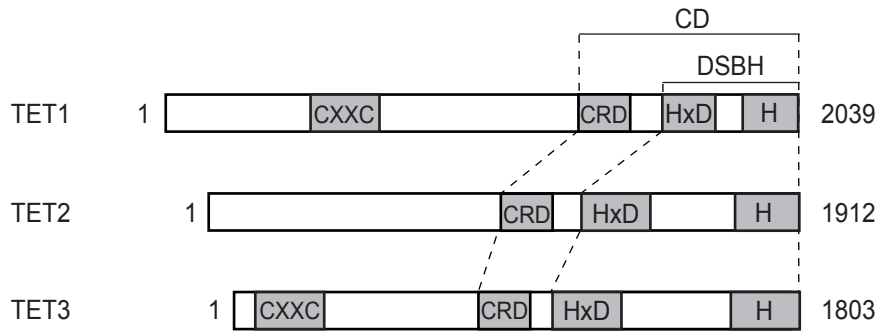 CD
DSBH
TET1 1 CXXC CRD HxD H 2039
TET2 1 CRD HxD H 1912
TET3 1 CXXC CRD HxD H 1803